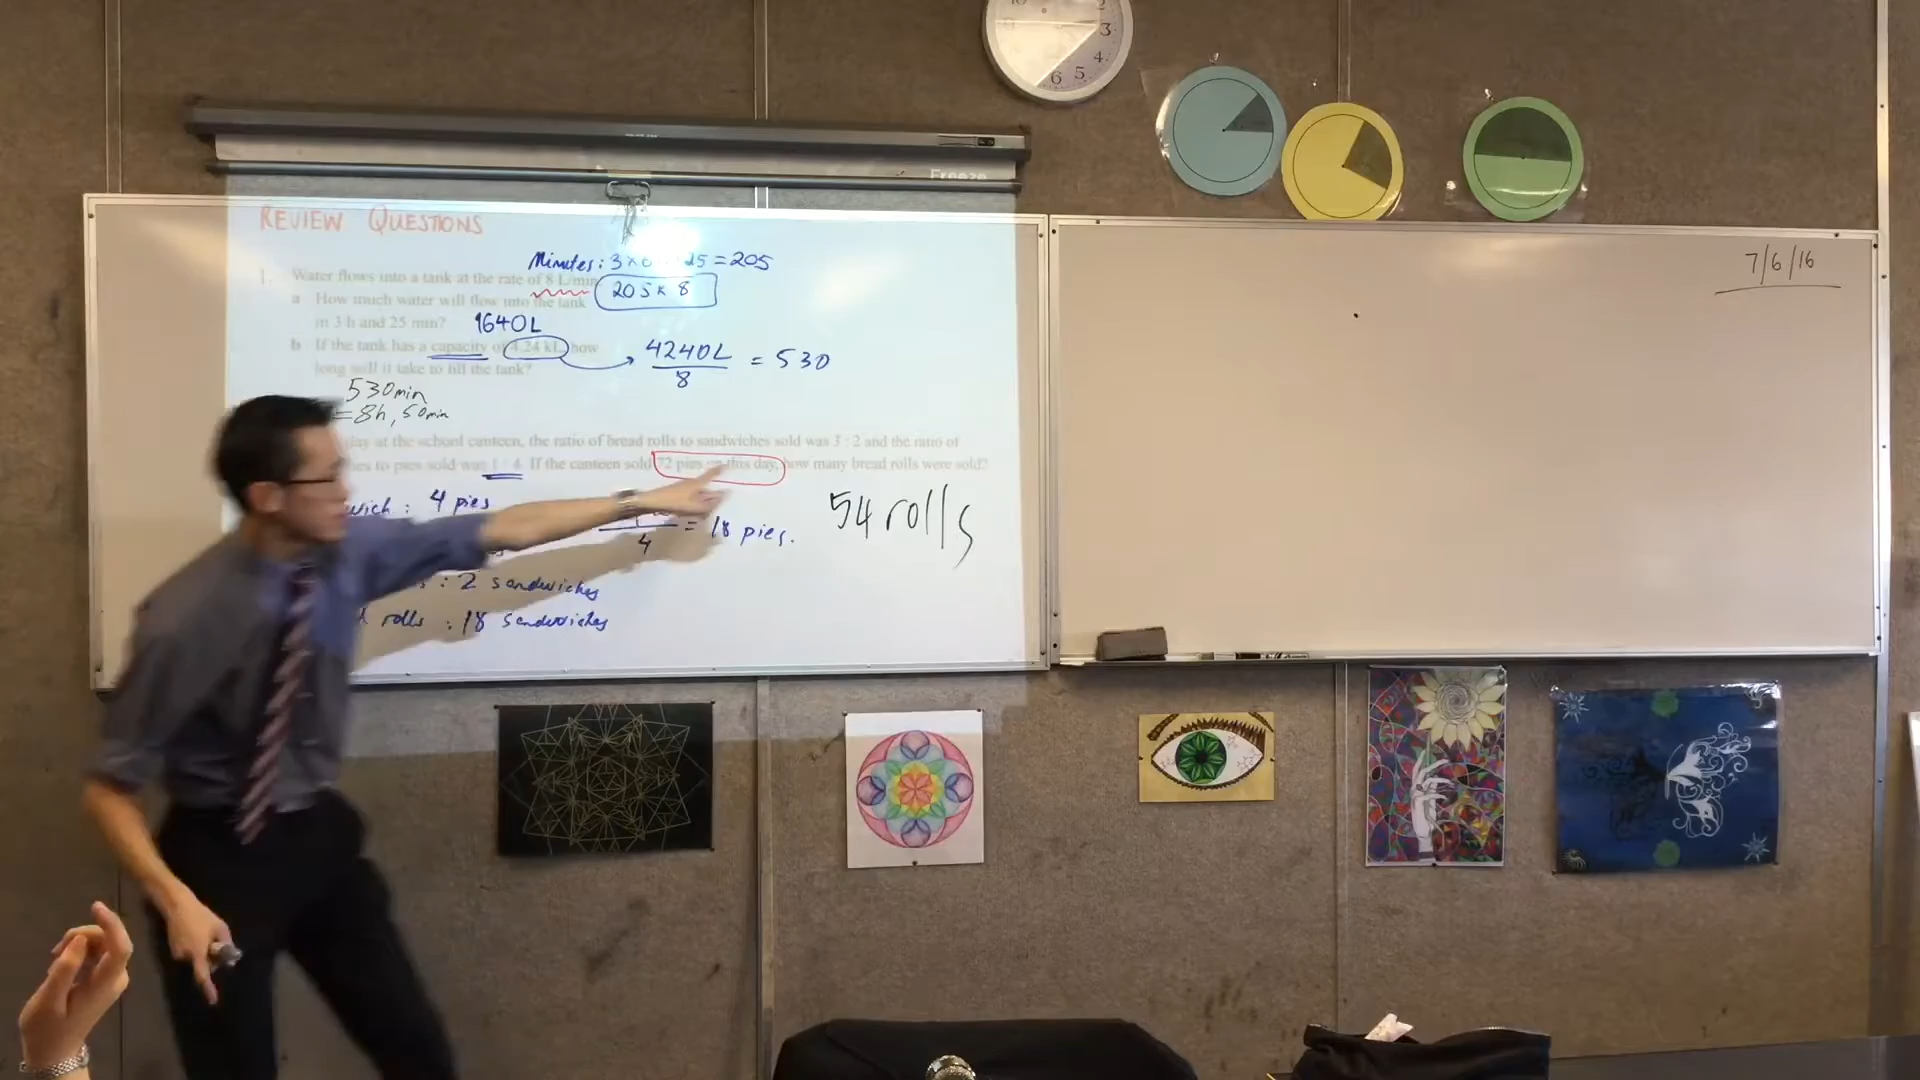 Freeze
REVIEW QUESTIONS
7/6/16
Minutes: 3 × 25 = 205
1. Water flows into a tank at the rate of 8 L/min
205 × 8
a How much water will flow into the tank
in 3 h and 25 min? 1640L
b If the tank has a capacity of 4.24 kL, how
long will it take to fill the tank?
4240L
8
= 530
530min
= 8h, 50min
day at the school canteen, the ratio of bread rolls to sandwiches sold was 3 : 2 and the ratio of
to pies sold was 1 : 4. If the canteen sold 72 pies on this day, how many bread rolls were sold?
: 4 pies
4
= 18 pies.
54 rolls
: 2 sandwiches
rolls : 18 sandwiches